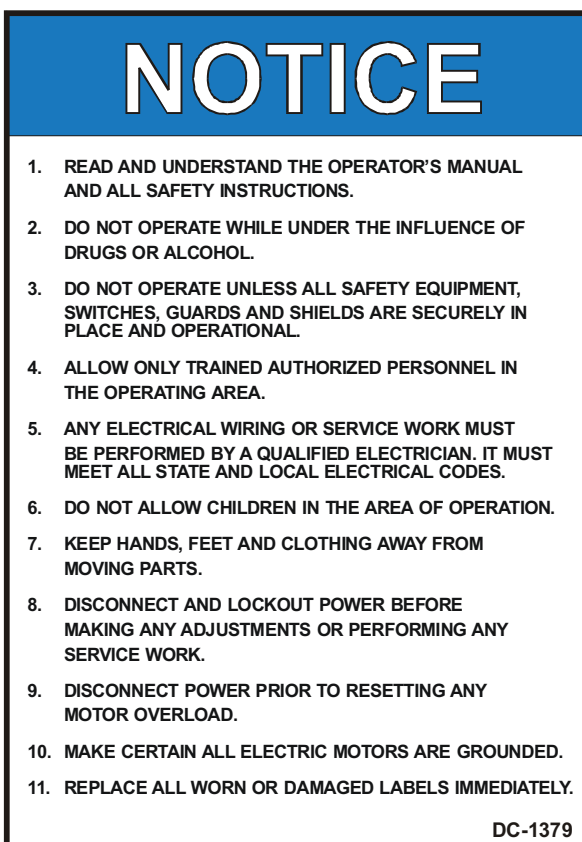 NOTICE
1. READ AND UNDERSTAND THE OPERATOR'S MANUAL
AND ALL SAFETY INSTRUCTIONS.
2. DO NOT OPERATE WHILE UNDER THE INFLUENCE OF
DRUGS OR ALCOHOL.
3. DO NOT OPERATE UNLESS ALL SAFETY EQUIPMENT,
SWITCHES, GUARDS AND SHIELDS ARE SECURELY IN
PLACE AND OPERATIONAL.
4. ALLOW ONLY TRAINED AUTHORIZED PERSONNEL IN
THE OPERATING AREA.
5. ANY ELECTRICAL WIRING OR SERVICE WORK MUST
BE PERFORMED BY A QUALIFIED ELECTRICIAN. IT MUST
MEET ALL STATE AND LOCAL ELECTRICAL CODES.
6. DO NOT ALLOW CHILDREN IN THE AREA OF OPERATION.
7. KEEP HANDS, FEET AND CLOTHING AWAY FROM
MOVING PARTS.
8. DISCONNECT AND LOCKOUT POWER BEFORE
MAKING ANY ADJUSTMENTS OR PERFORMING ANY
SERVICE WORK.
9. DISCONNECT POWER PRIOR TO RESETTING ANY
MOTOR OVERLOAD.
10. MAKE CERTAIN ALL ELECTRIC MOTORS ARE GROUNDED.
11. REPLACE ALL WORN OR DAMAGED LABELS IMMEDIATELY.
DC-1379